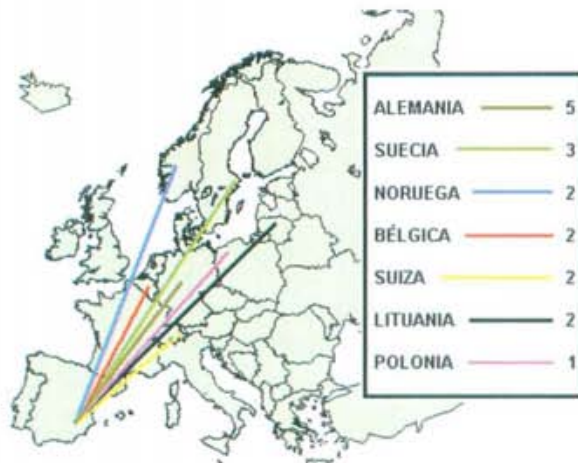 ALEMANIA 5
SUECIA 3
NORUEGA 2
BÉLGICA 2
SUIZA 2
LITUANIA 2
POLONIA 1